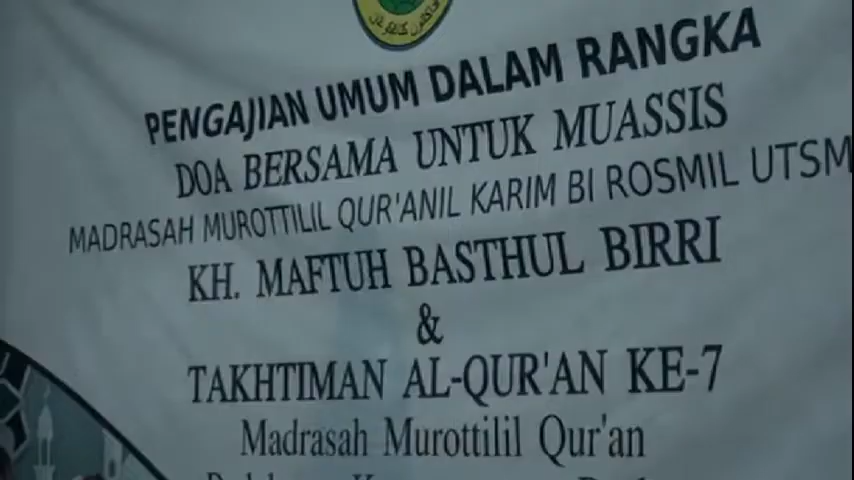 PENGAJIAN UMUM DALAM RANGKA
DOA BERSAMA UNTUK MUASSIS
MADRASAH MUROTTILIL QUR'ANIL KARIM BI ROSMIL UTSM
KH. MAFTUH BASTHUL BIRRI
&
TAKHTIMAN AL-QUR'AN KE-7
Madrasah Murottilil Qur'an